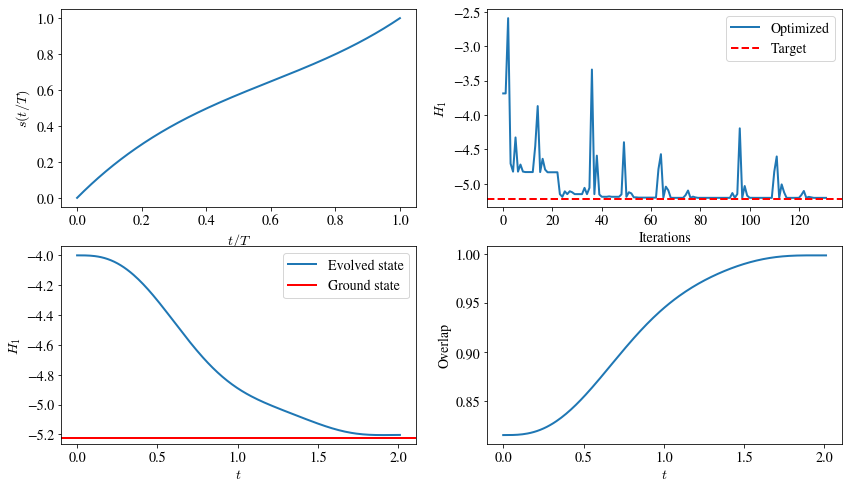 1.0
0.8
0.6
0.4
0.2
0.0
s(t/T)
0.0 0.2 0.4 0.6 0.8 1.0
t/T
−2.5
−3.0
−3.5
−4.0
−4.5
−5.0
H1
Optimized
Target
0 20 40 60 80 100 120
Iterations
−4.0
−4.2
−4.4
−4.6
−4.8
−5.0
−5.2
H1
Evolved state
Ground state
0.0 0.5 1.0 1.5 2.0
t
1.00
0.95
0.90
0.85
Overlap
0.0 0.5 1.0 1.5 2.0
t